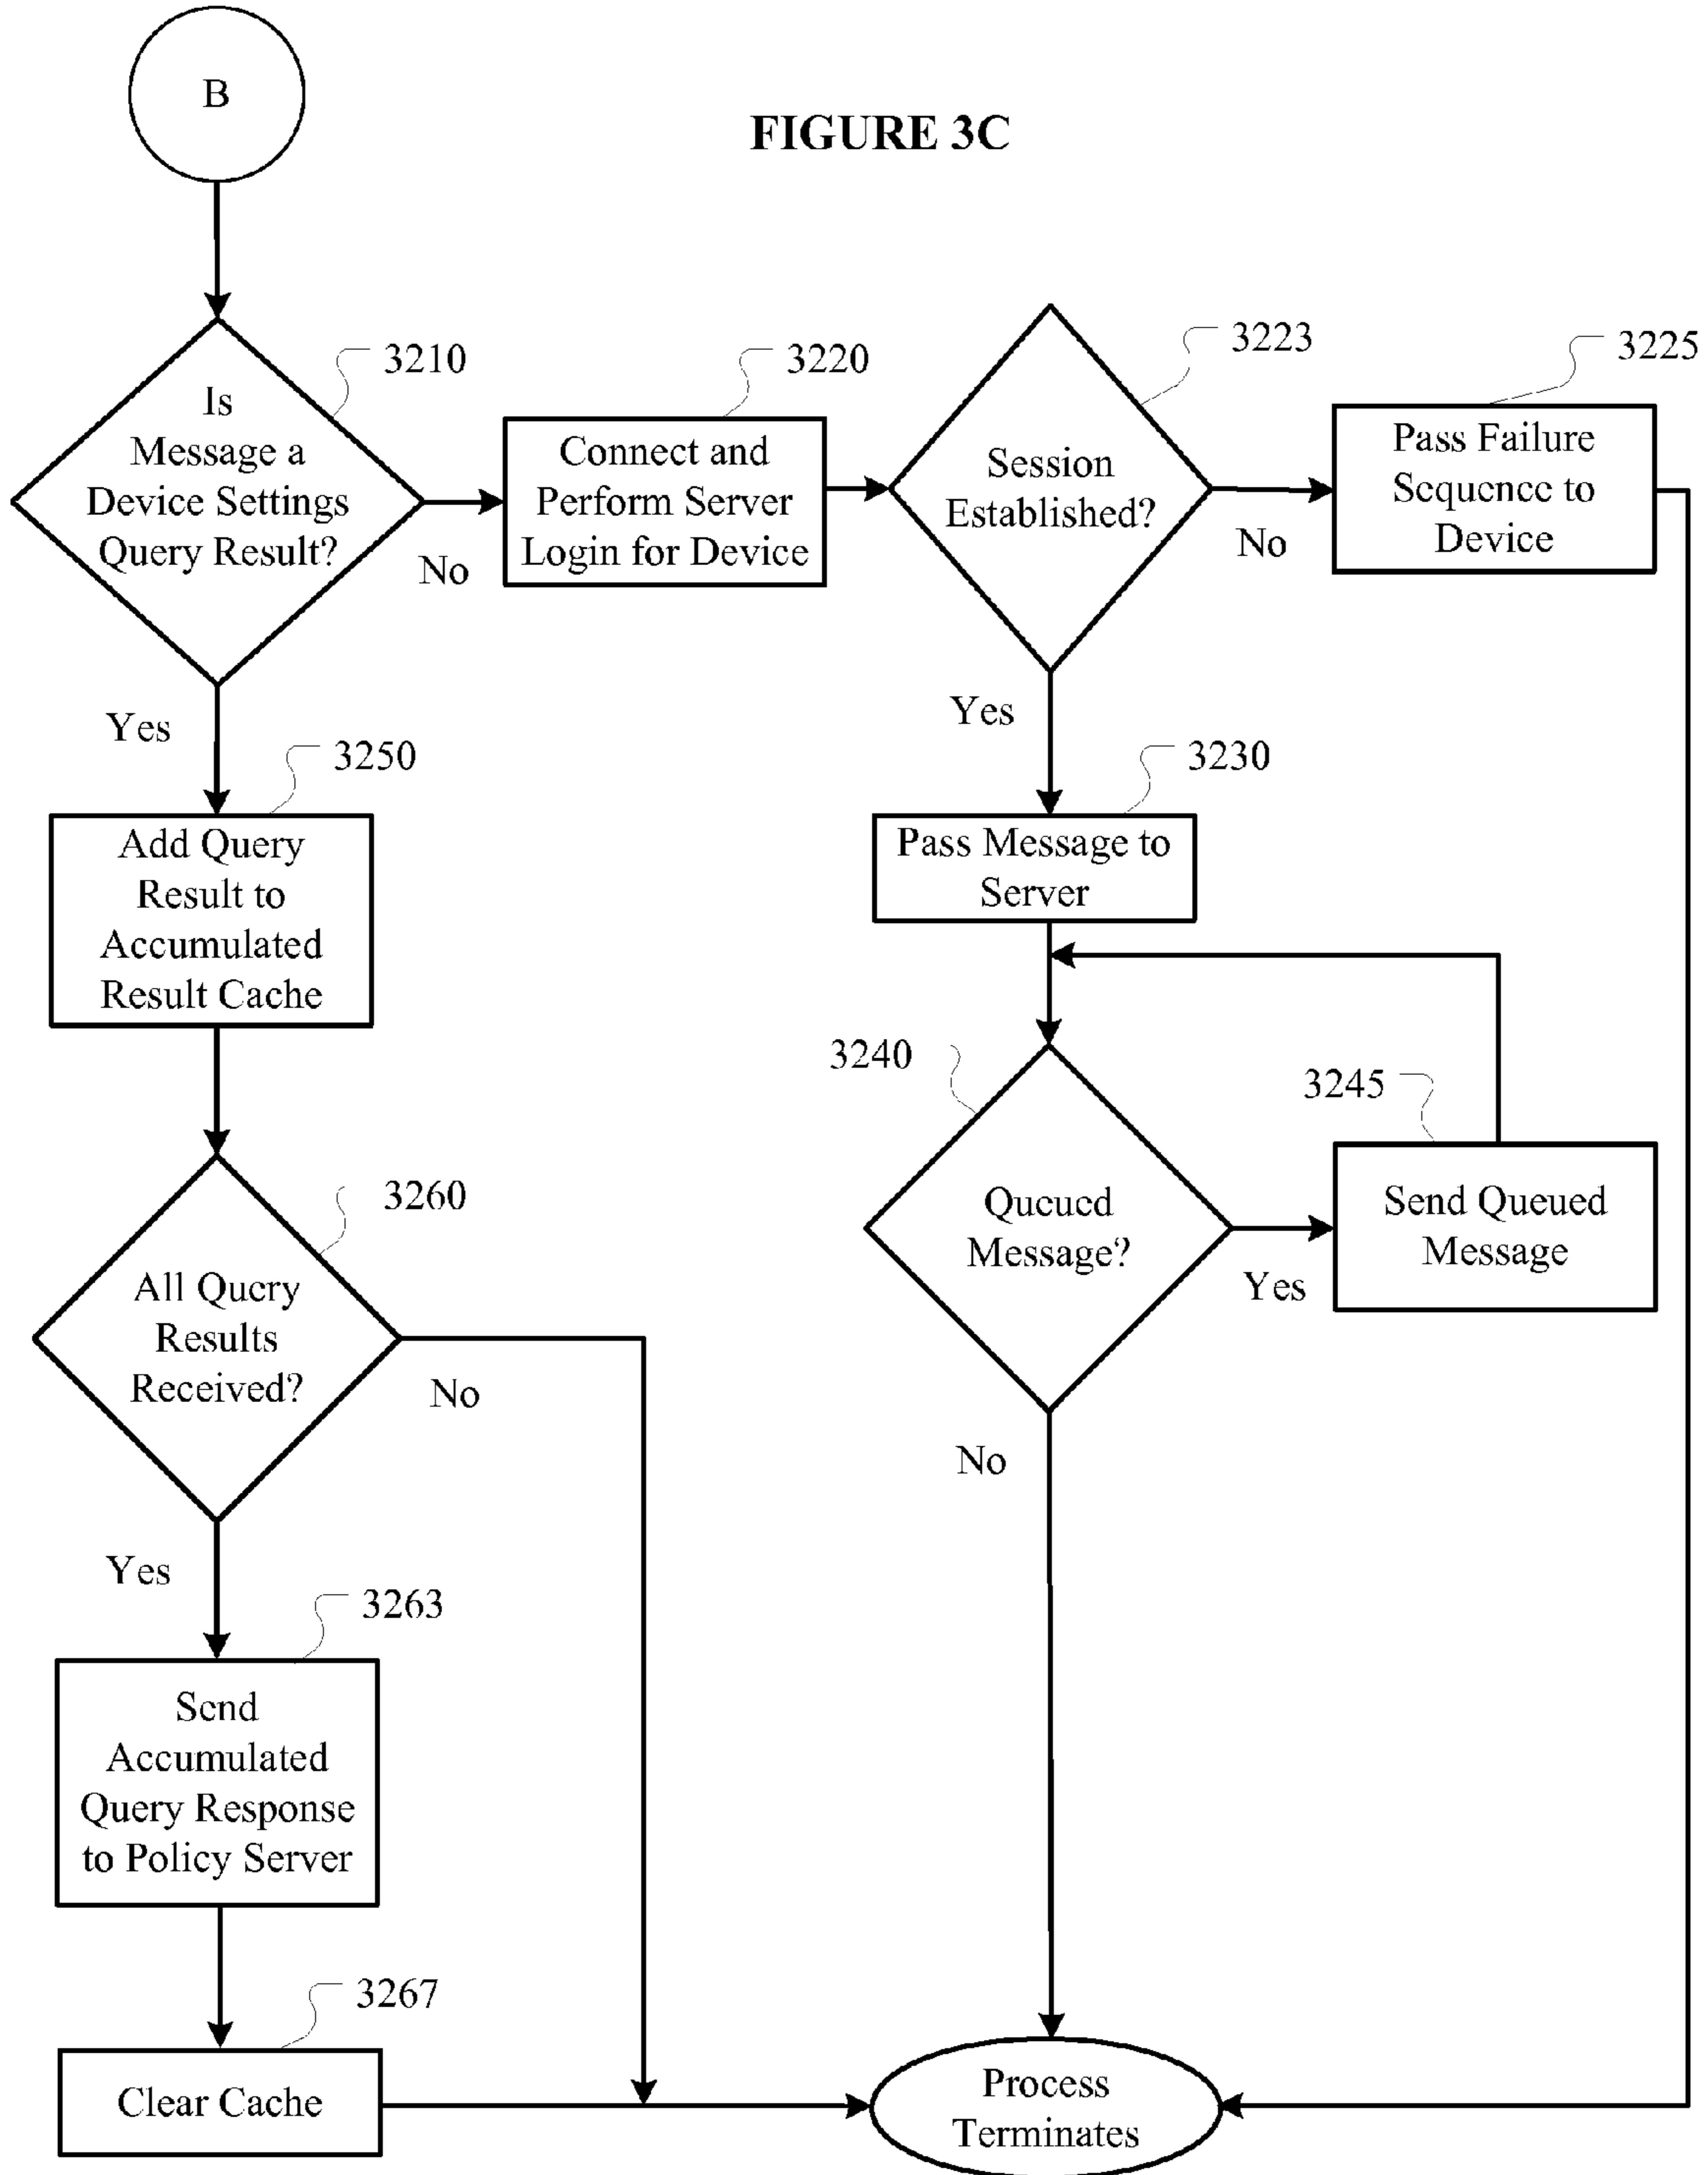 B
FIGURE 3C
3210
Is
Message a
Device Settings
Query Result?
No
Yes
3220
Connect and
Perform Server
Login for Device
3223
Session
Established?
No
Yes
3225
Pass Failure
Sequence to
Device
3250
Add Query
Result to
Accumulated
Result Cache
3230
Pass Message to
Server
3240
Queued
Message?
Yes
No
3245
Send Queued
Message
3260
All Query
Results
Received?
No
Yes
3263
Send
Accumulated
Query Response
to Policy Server
3267
Clear Cache
Process
Terminates